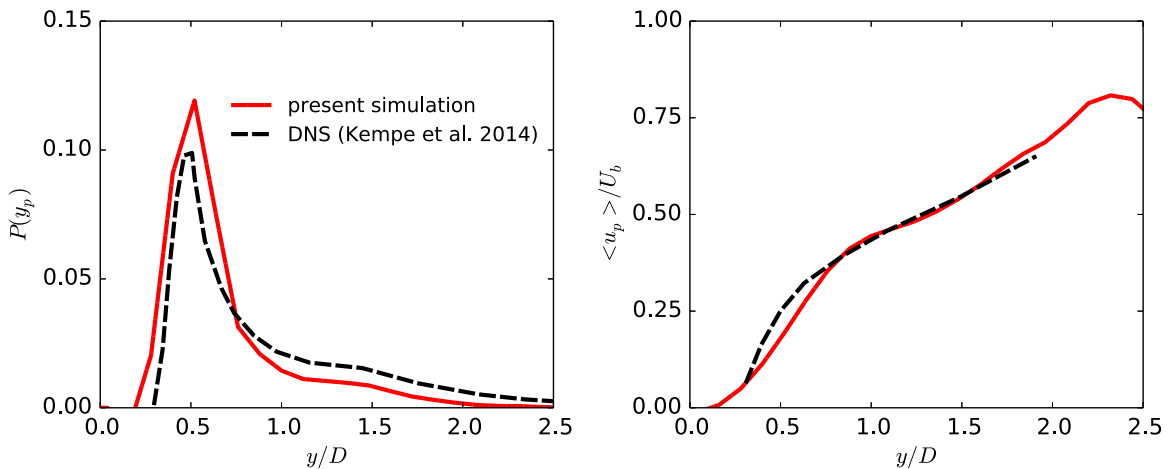 0.15
0.10
0.05
0.00
P(y_p)
present simulation
DNS (Kempe et al. 2014)
0.0 0.5 1.0 1.5 2.0 2.5
y/D
1.00
0.75
0.50
0.25
0.00
<u_p>/U_b
0.0 0.5 1.0 1.5 2.0 2.5
y/D